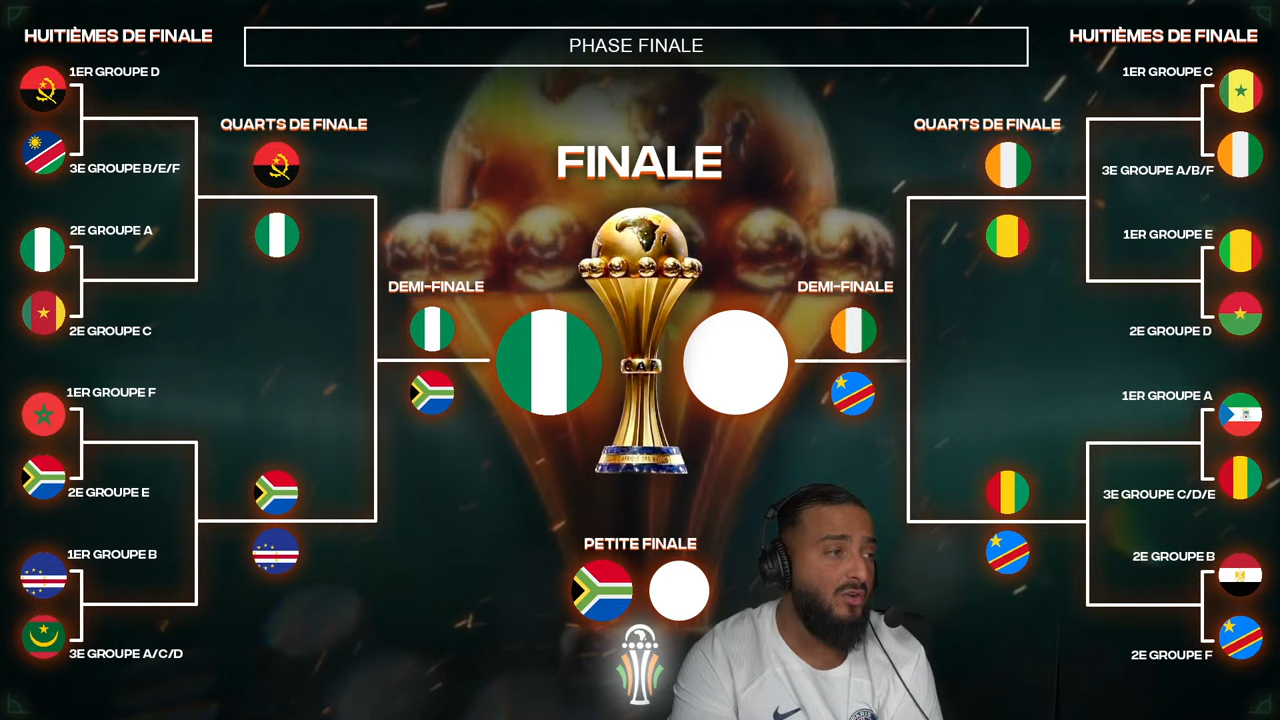 HUITIÈMES DE FINALE
PHASE FINALE
HUITIÈMES DE FINALE
1ER GROUPE D
3E GROUPE B/E/F
2E GROUPE A
2E GROUPE C
1ER GROUPE F
2E GROUPE E
1ER GROUPE B
3E GROUPE A/C/D
QUARTS DE FINALE
DEMI-FINALE
FINALE
CAF
PETITE FINALE
DEMI-FINALE
QUARTS DE FINALE
1ER GROUPE C
3E GROUPE A/B/F
1ER GROUPE E
2E GROUPE D
1ER GROUPE A
3E GROUPE C/D/E
2E GROUPE B
2E GROUPE F